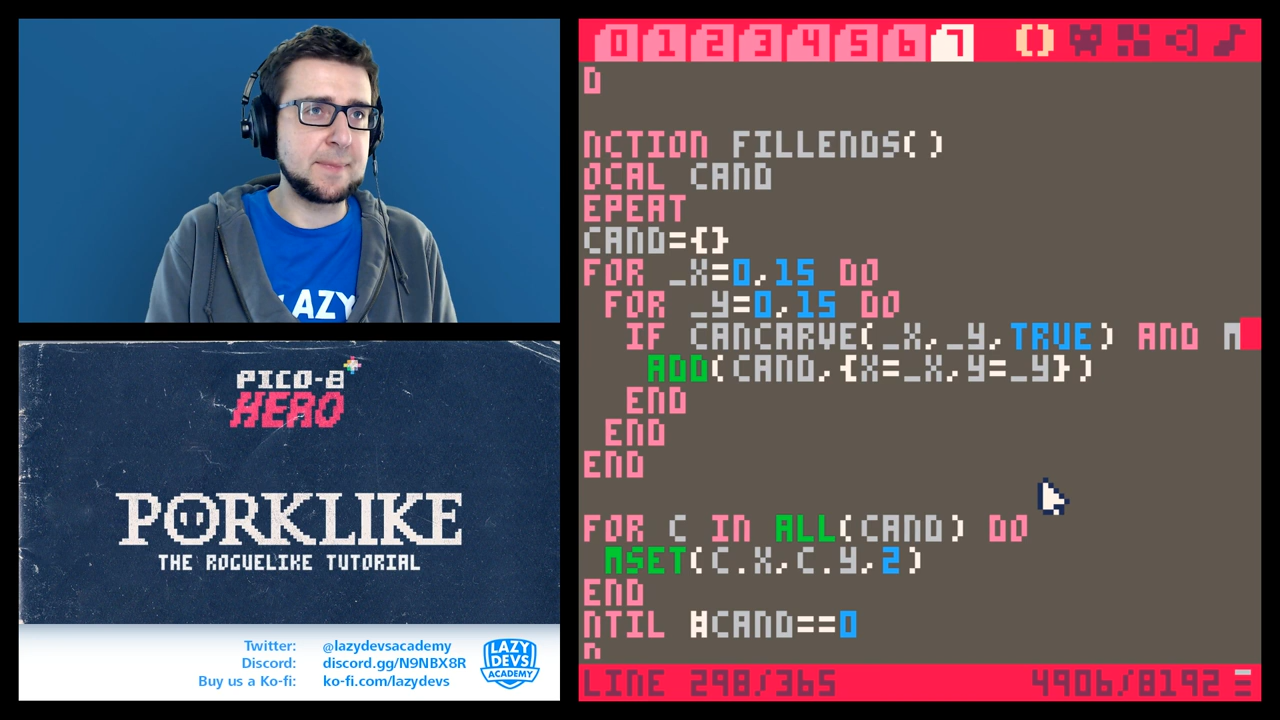 LAZY
PICO-8
HERO
PORKLIKE
THE ROGUELIKE TUTORIAL
Twitter: @lazydevsacademy
Discord: discord.gg/N9NBX8R
Buy us a Ko-fi: ko-fi.com/lazydevs
LAZY
DEVS
ACADEMY
0 1 2 3 4 5 6 7 ()
D
NCTION FILLENDS()
OCAL CAND
EPEAT
CAND={}
FOR _X=0,15 DO
FOR _Y=0,15 DO
IF CANCARVE(_X,_Y,TRUE) AND M
ADD(CAND,{X=_X,Y=_Y})
END
END
END
FOR C IN ALL(CAND) DO
MSET(C.X,C.Y,2)
END
NTIL #CAND==0
LINE 298/365 4906/8192